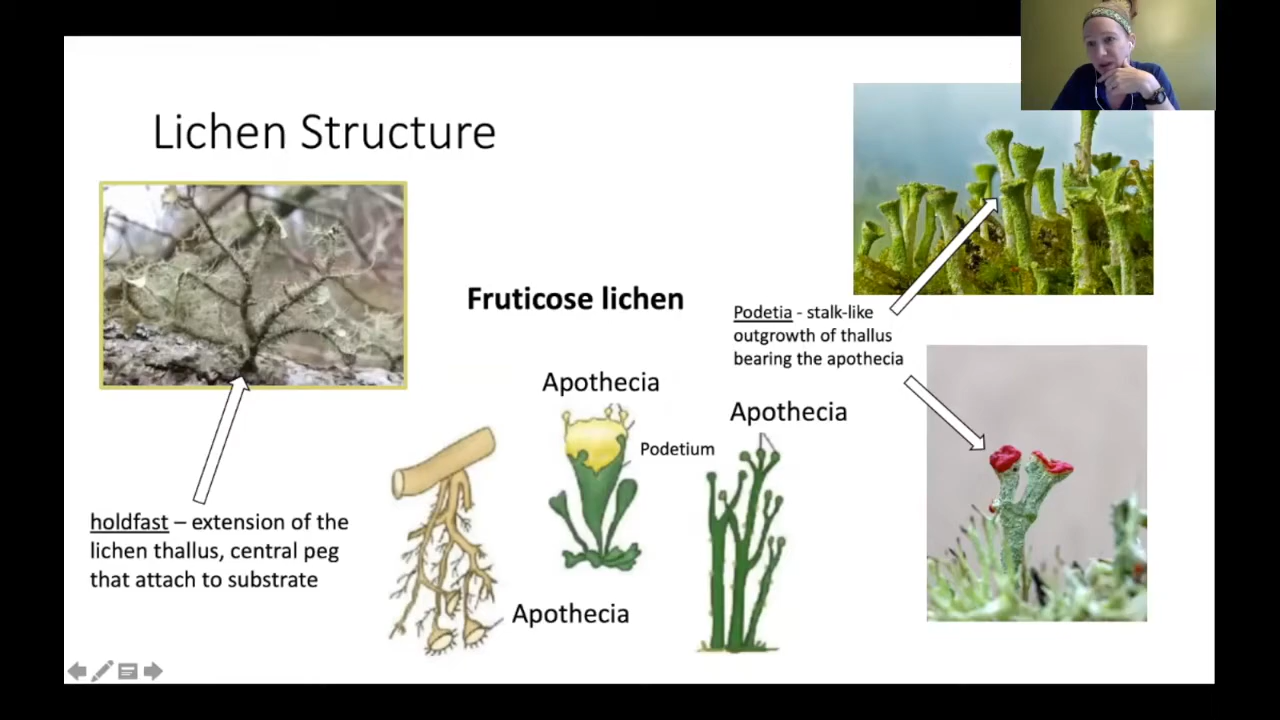 Lichen Structure
Fruticose lichen
Podetia - stalk-like
outgrowth of thallus
bearing the apothecia
Apothecia
Apothecia
Podetium
holdfast – extension of the
lichen thallus, central peg
that attach to substrate
Apothecia